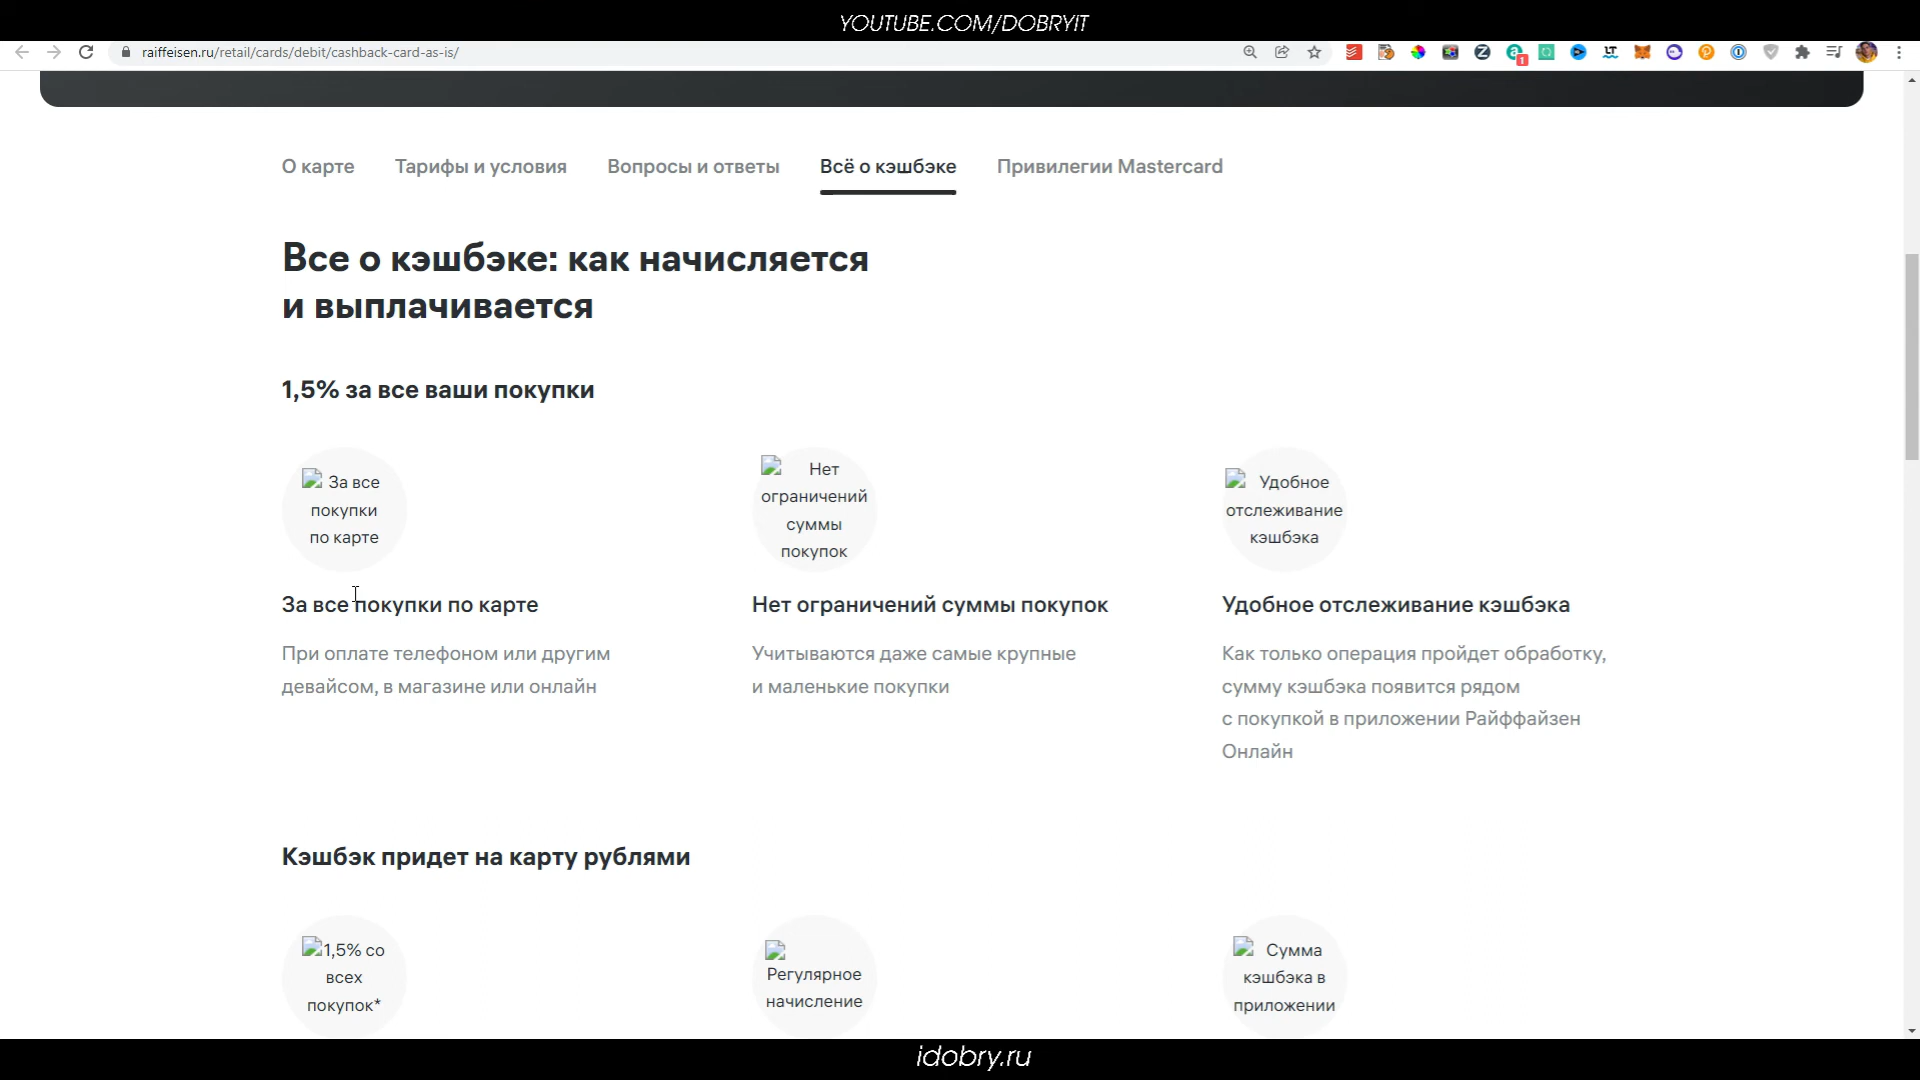 YOUTUBE.COM/DOBRYIT
raiffeisen.ru/retail/cards/debit/cashback-card-as-is/
О карте
Тарифы и условия
Вопросы и ответы
Всё о кэшбэке
Привилегии Mastercard
Все о кэшбэке: как начисляется
и выплачивается
1,5% за все ваши покупки
За все
покупки
по карте
Нет
ограничений
суммы
покупок
Удобное
отслеживание
кэшбэка
За все покупки по карте
При оплате телефоном или другим
девайсом, в магазине или онлайн
Нет ограничений суммы покупок
Учитываются даже самые крупные
и маленькие покупки
Удобное отслеживание кэшбэка
Как только операция пройдет обработку,
сумму кэшбэка появится рядом
с покупкой в приложении Райффайзен
Онлайн
Кэшбэк придет на карту рублями
1,5% со
всех
покупок*
Регулярное
начисление
Сумма
кэшбэка в
приложении
idobry.ru